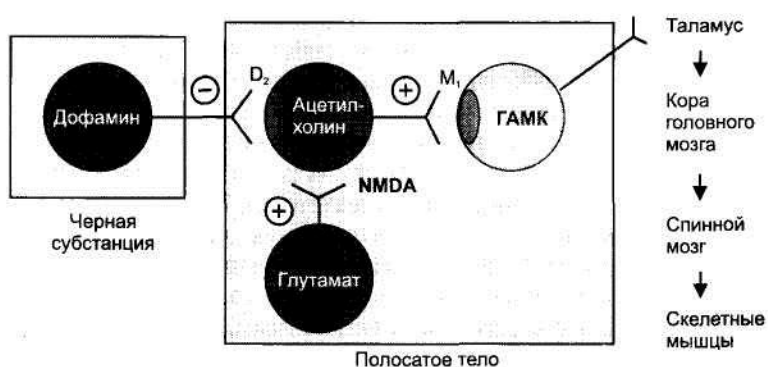 Дофамин
Черная
субстанция
−
D₂
Ацетил-
холин
+
M₁
ГАМК
NMDA
+
Глутамат
Полосатое тело
Таламус
Кора
головного
мозга
Спинной
мозг
Скелетные
мышцы